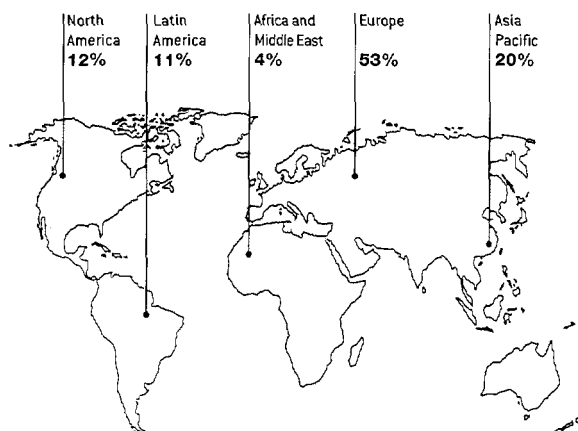 North
America
12%
Latin
America
11%
Africa and
Middle East
4%
Europe
53%
Asia
Pacific
20%